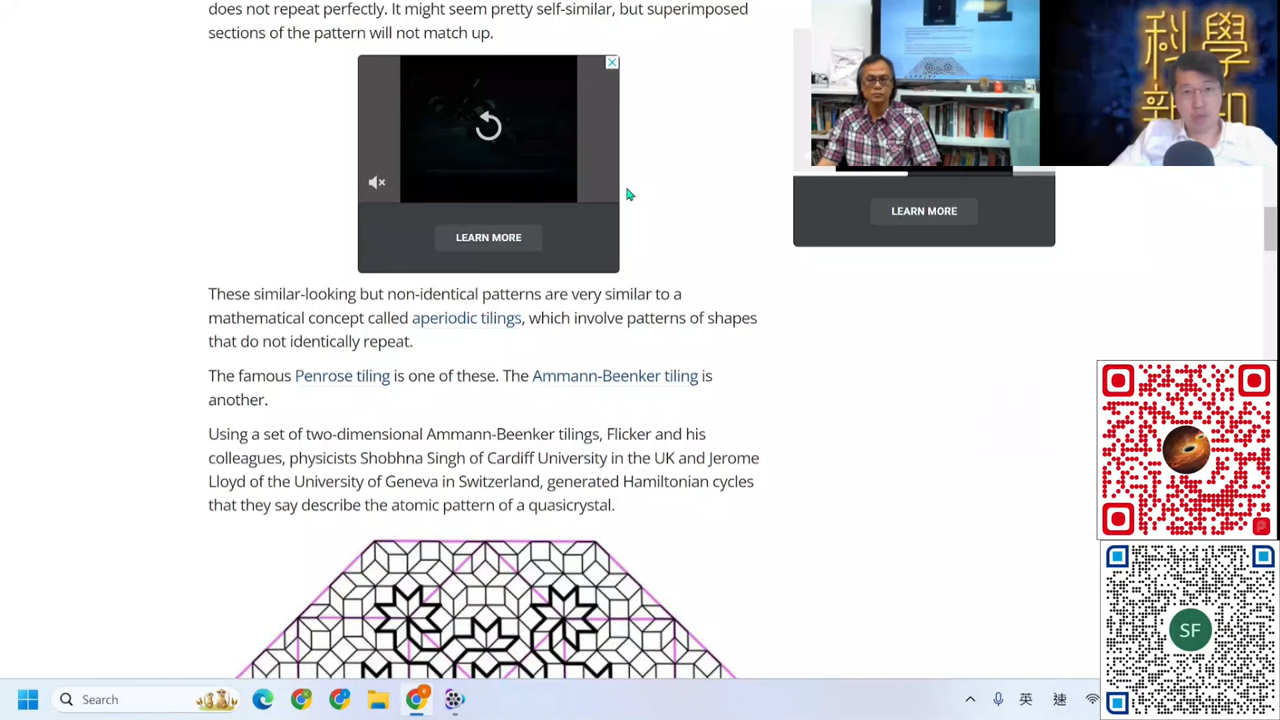 does not repeat perfectly. It might seem pretty self-similar, but superimposed
sections of the pattern will not match up.
LEARN MORE
These similar-looking but non-identical patterns are very similar to a
mathematical concept called aperiodic tilings, which involve patterns of shapes
that do not identically repeat.
The famous Penrose tiling is one of these. The Ammann-Beenker tiling is
another.
Using a set of two-dimensional Ammann-Beenker tilings, Flicker and his
colleagues, physicists Shobhna Singh of Cardiff University in the UK and Jerome
Lloyd of the University of Geneva in Switzerland, generated Hamiltonian cycles
that they say describe the atomic pattern of a quasicrystal.
科學
新知
LEARN MORE
SF
Search
英
速